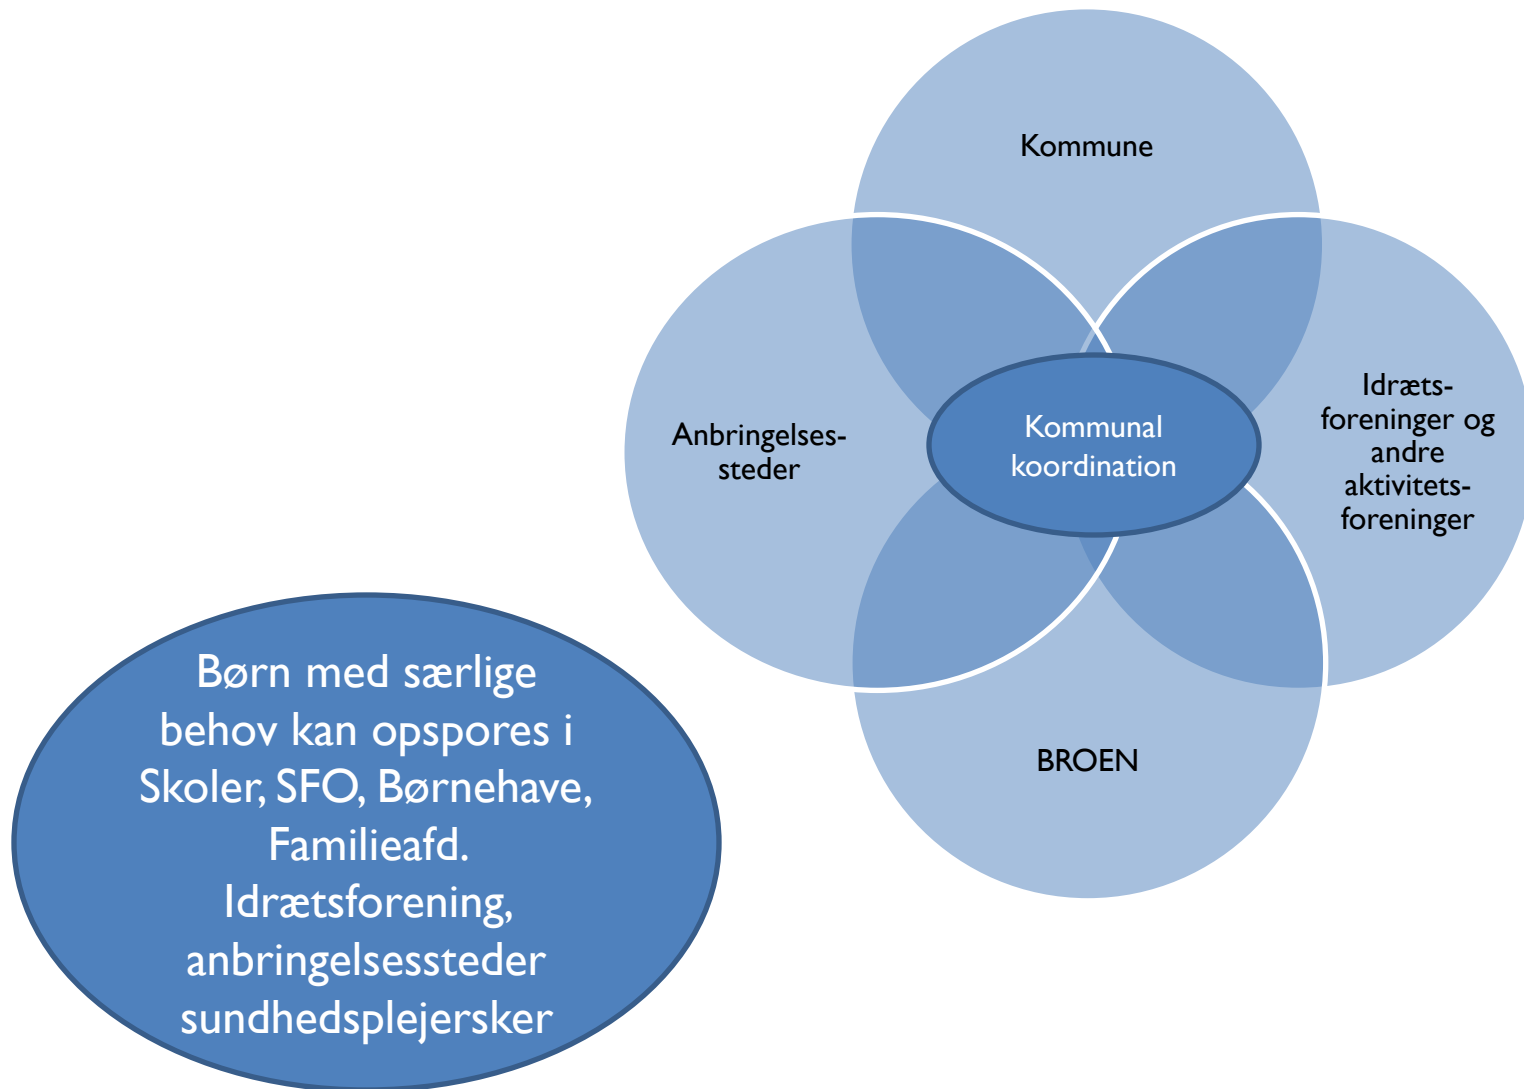 Kommune
Anbringelses-
steder
Kommunal
koordination
Idræts-
foreninger og
andre
aktivitets-
foreninger
BROEN
Børn med særlige
behov kan opspores i
Skoler, SFO, Børnehave,
Familieafd.
Idrætsforening,
anbringelsessteder
sundhedsplejersker